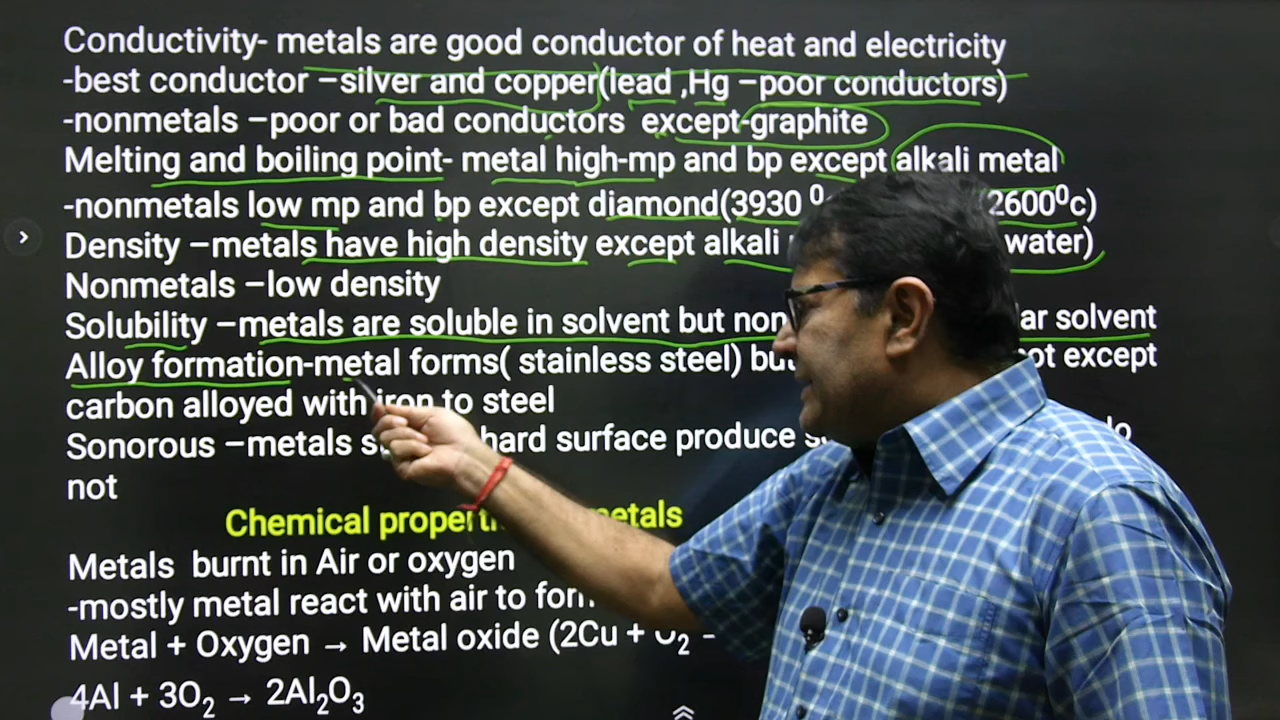 Conductivity- metals are good conductor of heat and electricity
-best conductor –silver and copper(lead ,Hg –poor conductors)
-nonmetals –poor or bad conductors except-graphite
Melting and boiling point- metal high-mp and bp except alkali metal
-nonmetals low mp and bp except diamond(3930 ⁰ (2600⁰c)
Density –metals have high density except alkali water)
Nonmetals –low density
Solubility –metals are soluble in solvent but solvent
Alloy formation-metal forms( stainless steel) except
carbon alloyed with iron to steel
Sonorous –metals hard surface produce do
not
Chemical metals
Metals burnt in Air or oxygen
-mostly metal react with air to
Metal + Oxygen → Metal oxide (2Cu + O₂
4Al + 3O₂ → 2Al₂O₃